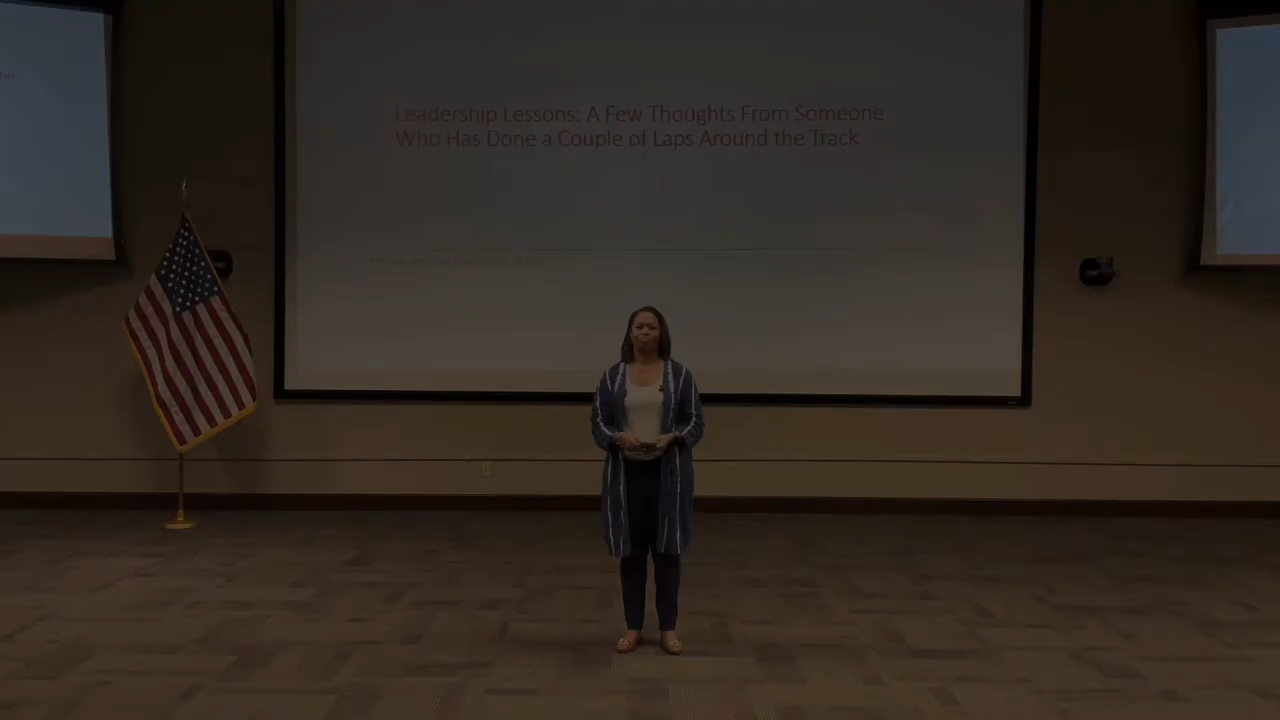 Leadership Lessons: A Few Thoughts From Someone
Who Has Done a Couple of Laps Around the Track